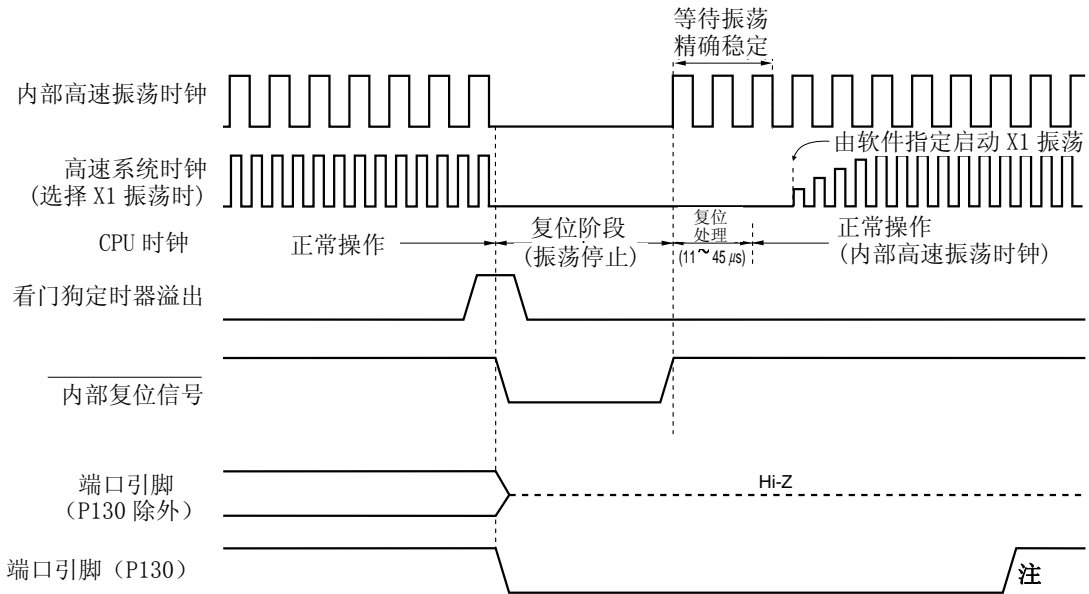 等待振荡
精确稳定
内部高速振荡时钟
由软件指定启动 X1 振荡
高速系统时钟
(选择 X1 振荡时)
CPU 时钟
正常操作
复位阶段
(振荡停止)
复位
处理
(11~45 μs)
正常操作
(内部高速振荡时钟)
看门狗定时器溢出
内部复位信号
端口引脚
（P130 除外）
Hi-Z
端口引脚（P130）
注